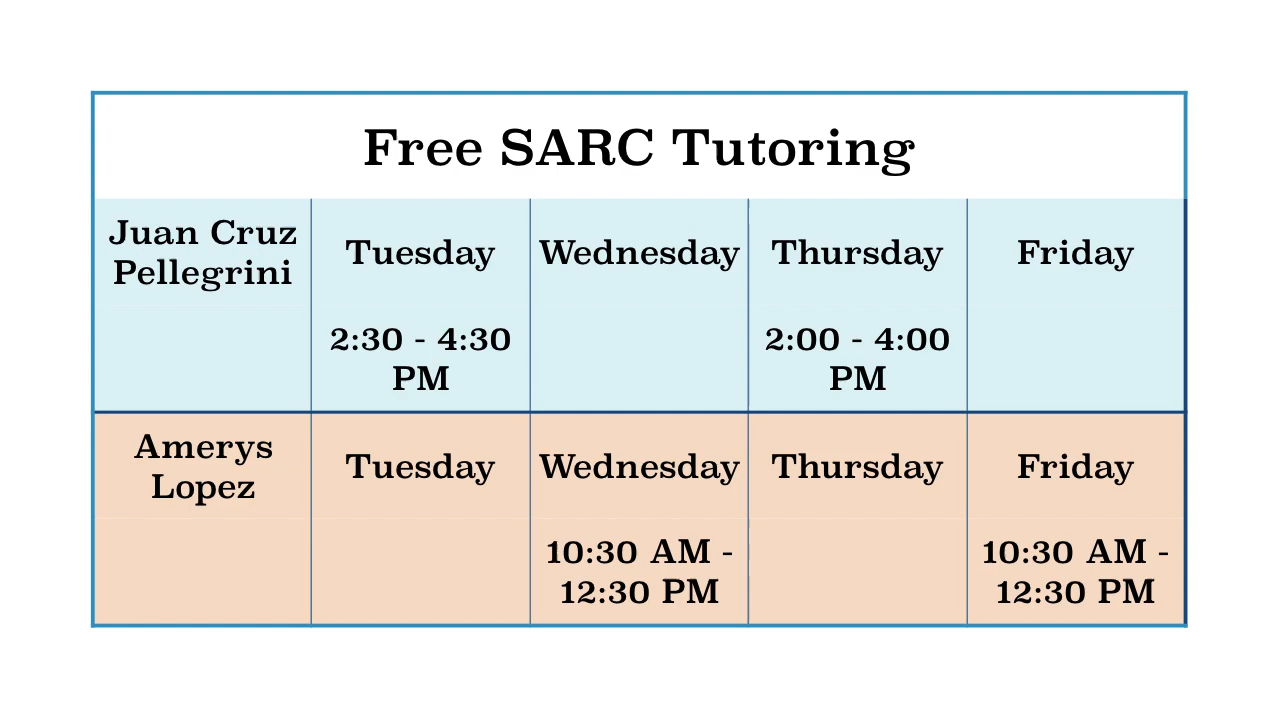 Free SARC Tutoring
Juan Cruz
Pellegrini
Tuesday
Wednesday
Thursday
Friday
2:30 - 4:30
PM
2:00 - 4:00
PM
Amerys
Lopez
Tuesday
Wednesday
Thursday
Friday
10:30 AM -
12:30 PM
10:30 AM -
12:30 PM